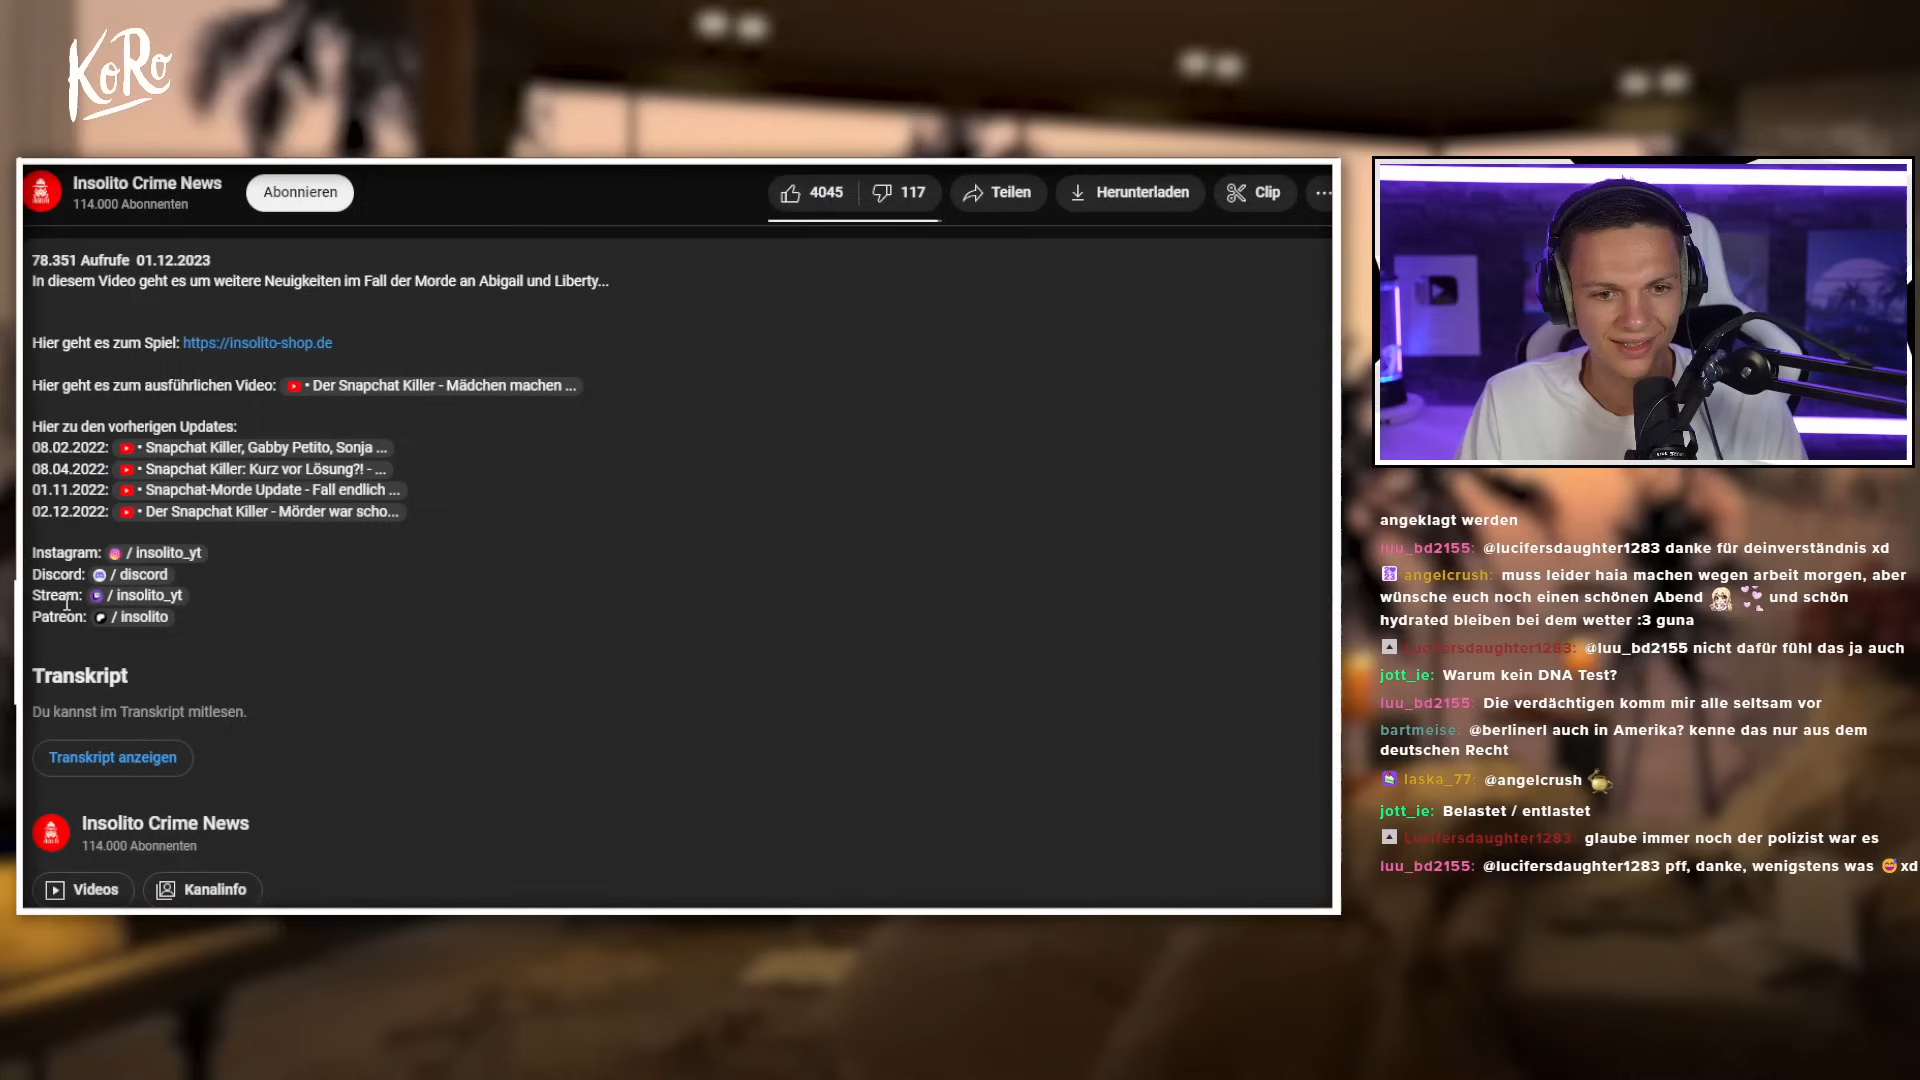 KoRo
Insolito Crime News
114.000 Abonnenten
Abonnieren
4045
117
Teilen
Herunterladen
Clip
78.351 Aufrufe 01.12.2023
In diesem Video geht es um weitere Neuigkeiten im Fall der Morde an Abigail und Liberty...
Hier geht es zum Spiel: https://insolito-shop.de
Hier geht es zum ausführlichen Video: • Der Snapchat Killer - Mädchen machen ...
Hier zu den vorherigen Updates:
08.02.2022: • Snapchat Killer, Gabby Petito, Sonja ...
08.04.2022: • Snapchat Killer: Kurz vor Lösung?! - ...
01.11.2022: • Snapchat-Morde Update - Fall endlich ...
02.12.2022: • Der Snapchat Killer - Mörder war scho...
Instagram: / insolito_yt
Discord: / discord
Stream: / insolito_yt
Patreon: / insolito
Transkript
Du kannst im Transkript mitlesen.
Transkript anzeigen
Insolito Crime News
114.000 Abonnenten
Videos
Kanalinfo
angeklagt werden
luu_bd2155: @lucifersdaughter1283 danke für deinverständnis xd
angelcrush: muss leider haia machen wegen arbeit morgen, aber
wünsche euch noch einen schönen Abend und schön
hydrated bleiben bei dem wetter :3 guna
Lucifersdaughter1283: @luu_bd2155 nicht dafür fühl das ja auch
jott_ie: Warum kein DNA Test?
luu_bd2155: Die verdächtigen komm mir alle seltsam vor
bartmeise: @berlinerl auch in Amerika? kenne das nur aus dem
deutschen Recht
laska_77: @angelcrush
jott_ie: Belastet / entlastet
Lucifersdaughter1283: glaube immer noch der polizist war es
luu_bd2155: @lucifersdaughter1283 pff, danke, wenigstens was xd